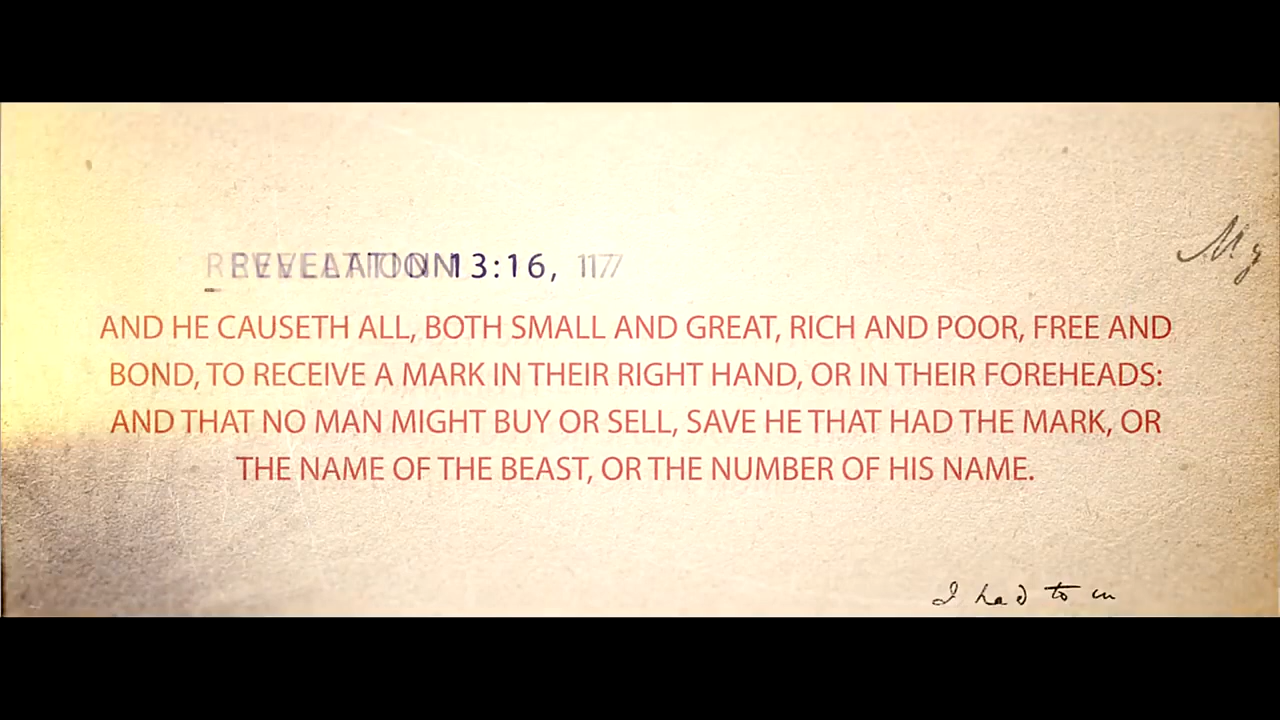 REVELATION 13:16, 17
AND HE CAUSETH ALL, BOTH SMALL AND GREAT, RICH AND POOR, FREE AND
BOND, TO RECEIVE A MARK IN THEIR RIGHT HAND, OR IN THEIR FOREHEADS:
AND THAT NO MAN MIGHT BUY OR SELL, SAVE HE THAT HAD THE MARK, OR
THE NAME OF THE BEAST, OR THE NUMBER OF HIS NAME.
I had to